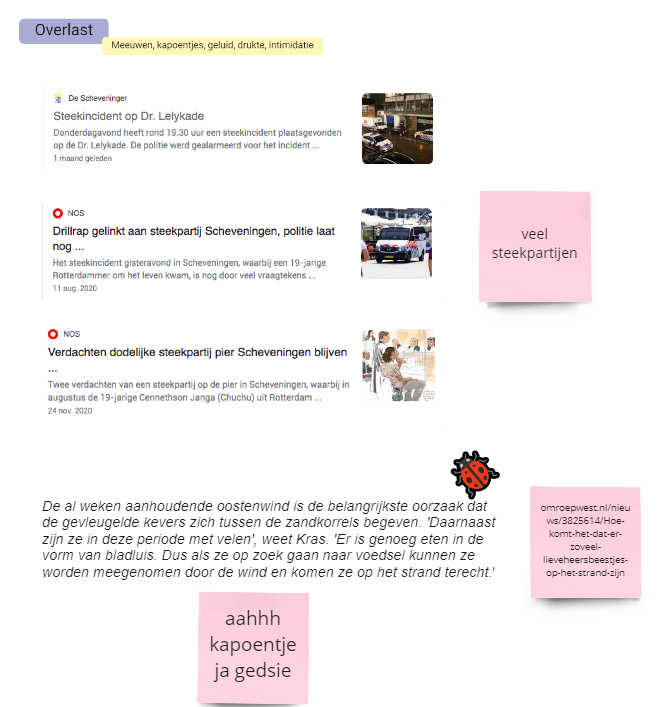 Overlast
Meeuwen, kapoentjes, geluid, drukte, intimidatie
De Scheveninger
Steekincident op Dr. Lelykade
Donderdagavond heeft rond 19.30 uur een steekincident plaatsgevonden
op de Dr. Lelykade. De politie werd gealarmeerd voor het incident ...
1 maand geleden
NOS
Drillrap gelinkt aan steekpartij Scheveningen, politie laat
nog ...
Het steekincident gisteravond in Scheveningen, waarbij een 19-jarige
Rotterdammer om het leven kwam, is nog door veel vraagtekens ...
11 aug. 2020
veel
steekpartijen
NOS
Verdachten dodelijke steekpartij pier Scheveningen blijven
...
Twee verdachten van een steekpartij op de pier in Scheveningen, waarbij in
augustus de 19-jarige Cennethson Janga (Chuchu) uit Rotterdam ...
24 nov. 2020
De al weken aanhoudende oostenwind is de belangrijkste oorzaak dat
de gevleugelde kevers zich tussen de zandkorrels begeven. 'Daarnaast
zijn ze in deze periode met velen', weet Kras. 'Er is genoeg eten in de
vorm van bladluis. Dus als ze op zoek gaan naar voedsel kunnen ze
worden meegenomen door de wind en komen ze op het strand terecht.'
omroepwest.nl/nieu
ws/3825614/Hoe-
komt-het-dat-er-
zoveel-
lieveheersbeestjes-
op-het-strand-zijn
aahhh
kapoentje
ja gedsie